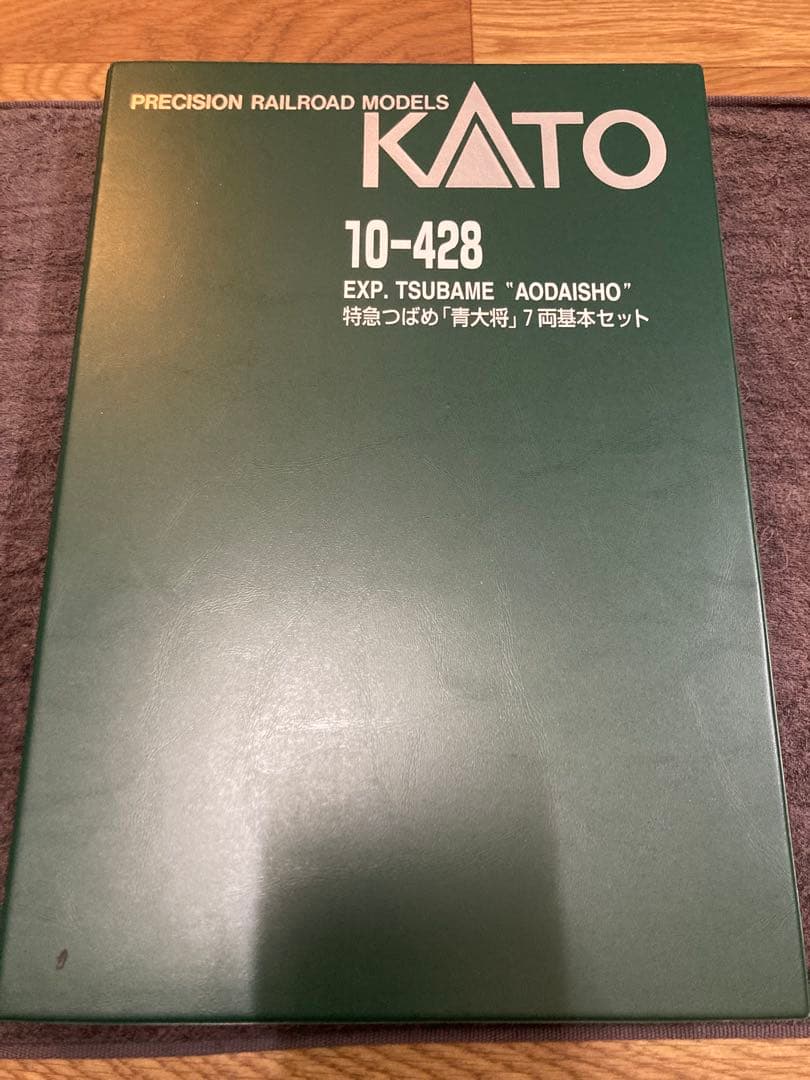 PRECISION RAILROAD MODELS
KATO
10-428
EXP. TSUBAME "AODAISHO"
特急つばめ「青大将」7両基本セット